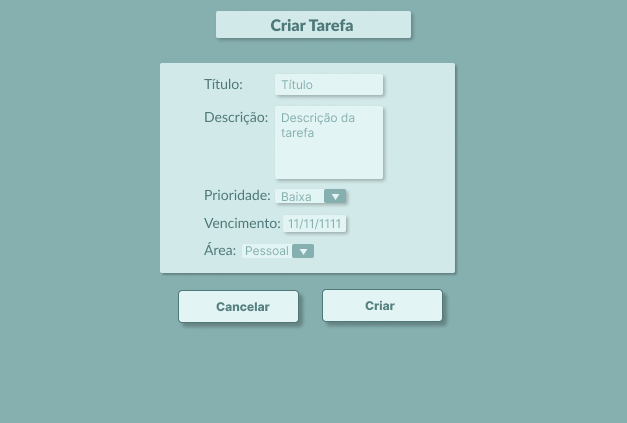 Criar Tarefa
Título: Título
Descrição: Descrição da
tarefa
Prioridade: Baixa
Vencimento: 11/11/1111
Área: Pessoal
Cancelar Criar